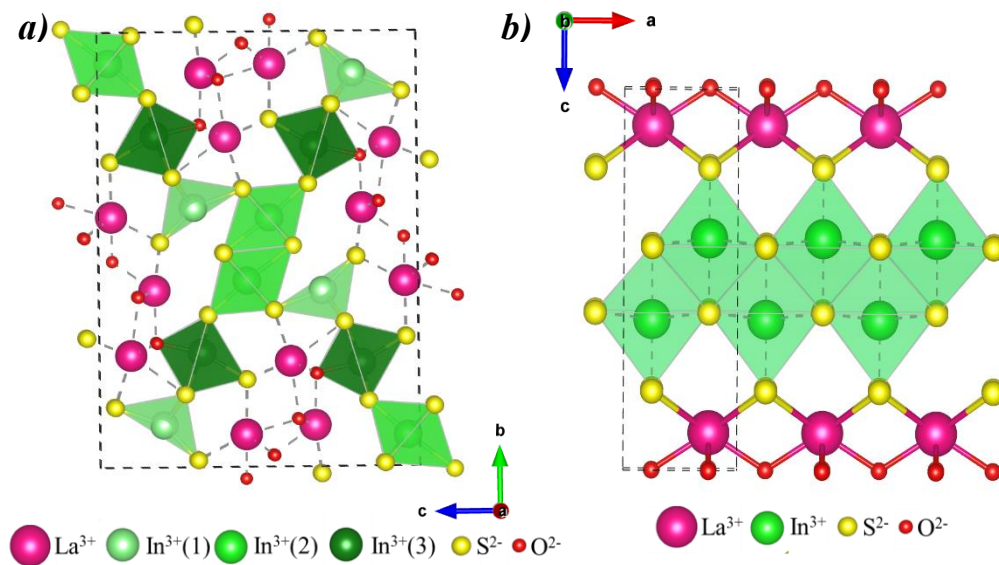 a)
b)
b
a
c
b
c
a
La³⁺
In³⁺(1)
In³⁺(2)
In³⁺(3)
S²⁻
O²⁻
La³⁺
In³⁺
S²⁻
O²⁻